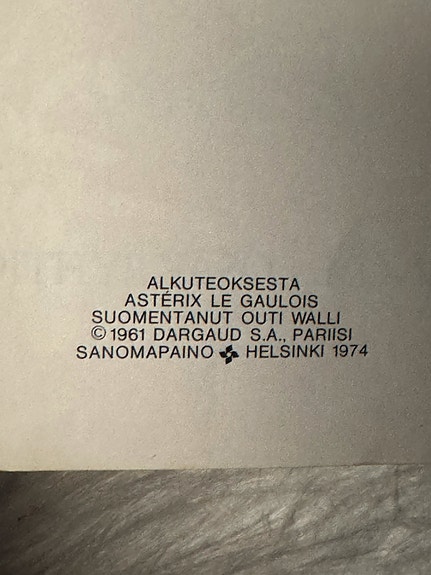 ALKUTEOKSESTA
ASTÉRIX LE GAULOIS
SUOMENTANUT OUTI WALLI
© 1961 DARGAUD S.A., PARIISI
SANOMAPAINO HELSINKI 1974